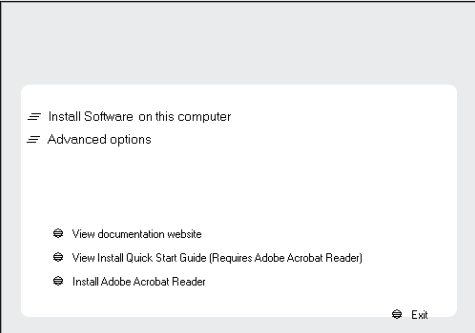 Install Software on this computer
Advanced options
View documentation website
View Install Quick Start Guide (Requires Adobe Acrobat Reader)
Install Adobe Acrobat Reader
Exit